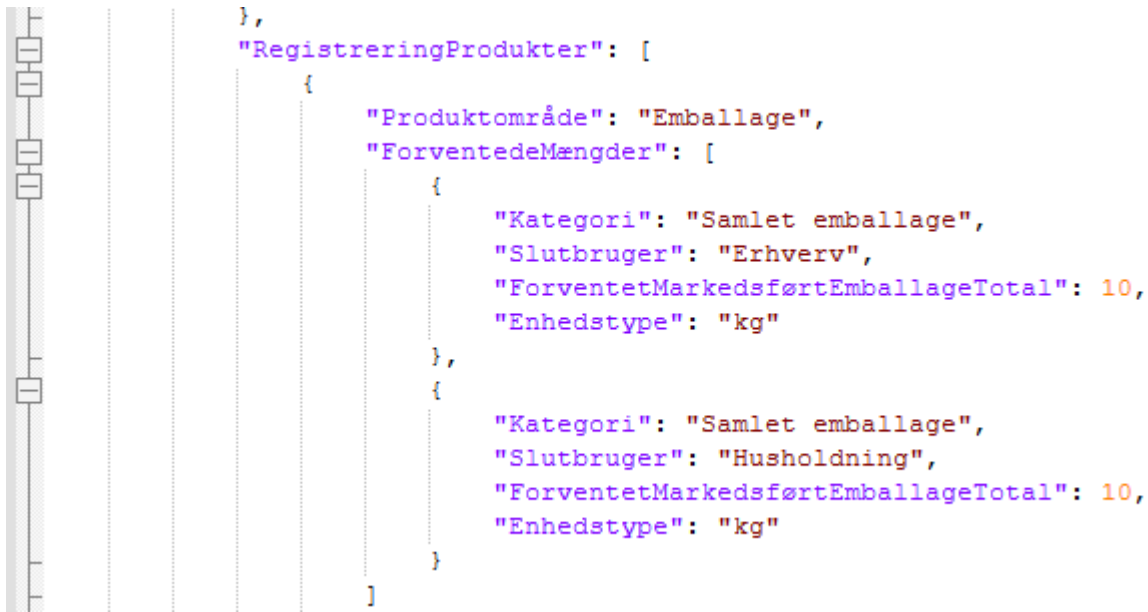 },
"RegistreringProdukter": [
{
"Produktområde": "Emballage",
"ForventedeMængder": [
{
"Kategori": "Samlet emballage",
"Slutbruger": "Erhverv",
"ForventetMarkedsførtEmballageTotal": 10,
"Enhedstype": "kg"
},
{
"Kategori": "Samlet emballage",
"Slutbruger": "Husholdning",
"ForventetMarkedsførtEmballageTotal": 10,
"Enhedstype": "kg"
}
]